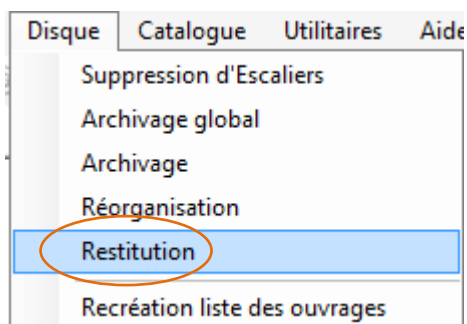 Disque Catalogue Utilitaires Aide
Suppression d'Escaliers
Archivage global
Archivage
Réorganisation
Restitution
Recréation liste des ouvrages